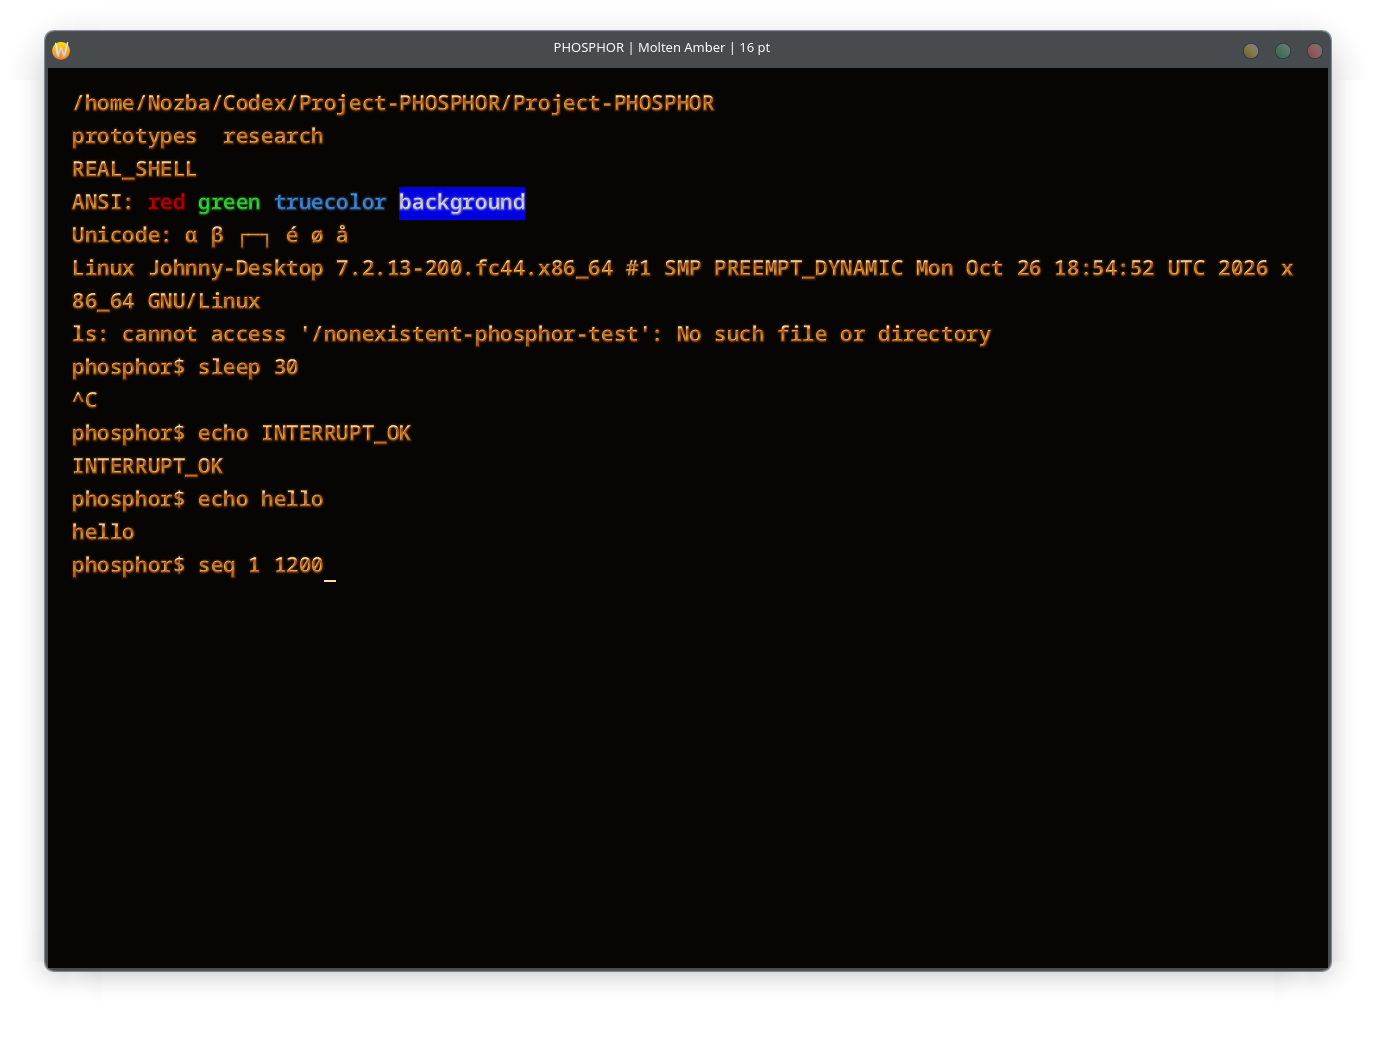 PHOSPHOR | Molten Amber | 16 pt
/home/Nozba/Codex/Project-PHOSPHOR/Project-PHOSPHOR
prototypes  research
REAL_SHELL
ANSI: red green truecolor background
Unicode: α β ┌─┐ é ø å
Linux Johnny-Desktop 7.2.13-200.fc44.x86_64 #1 SMP PREEMPT_DYNAMIC Mon Oct 26 18:54:52 UTC 2026 x
86_64 GNU/Linux
ls: cannot access '/nonexistent-phosphor-test': No such file or directory
phosphor$ sleep 30
^C
phosphor$ echo INTERRUPT_OK
INTERRUPT_OK
phosphor$ echo hello
hello
phosphor$ seq 1 1200